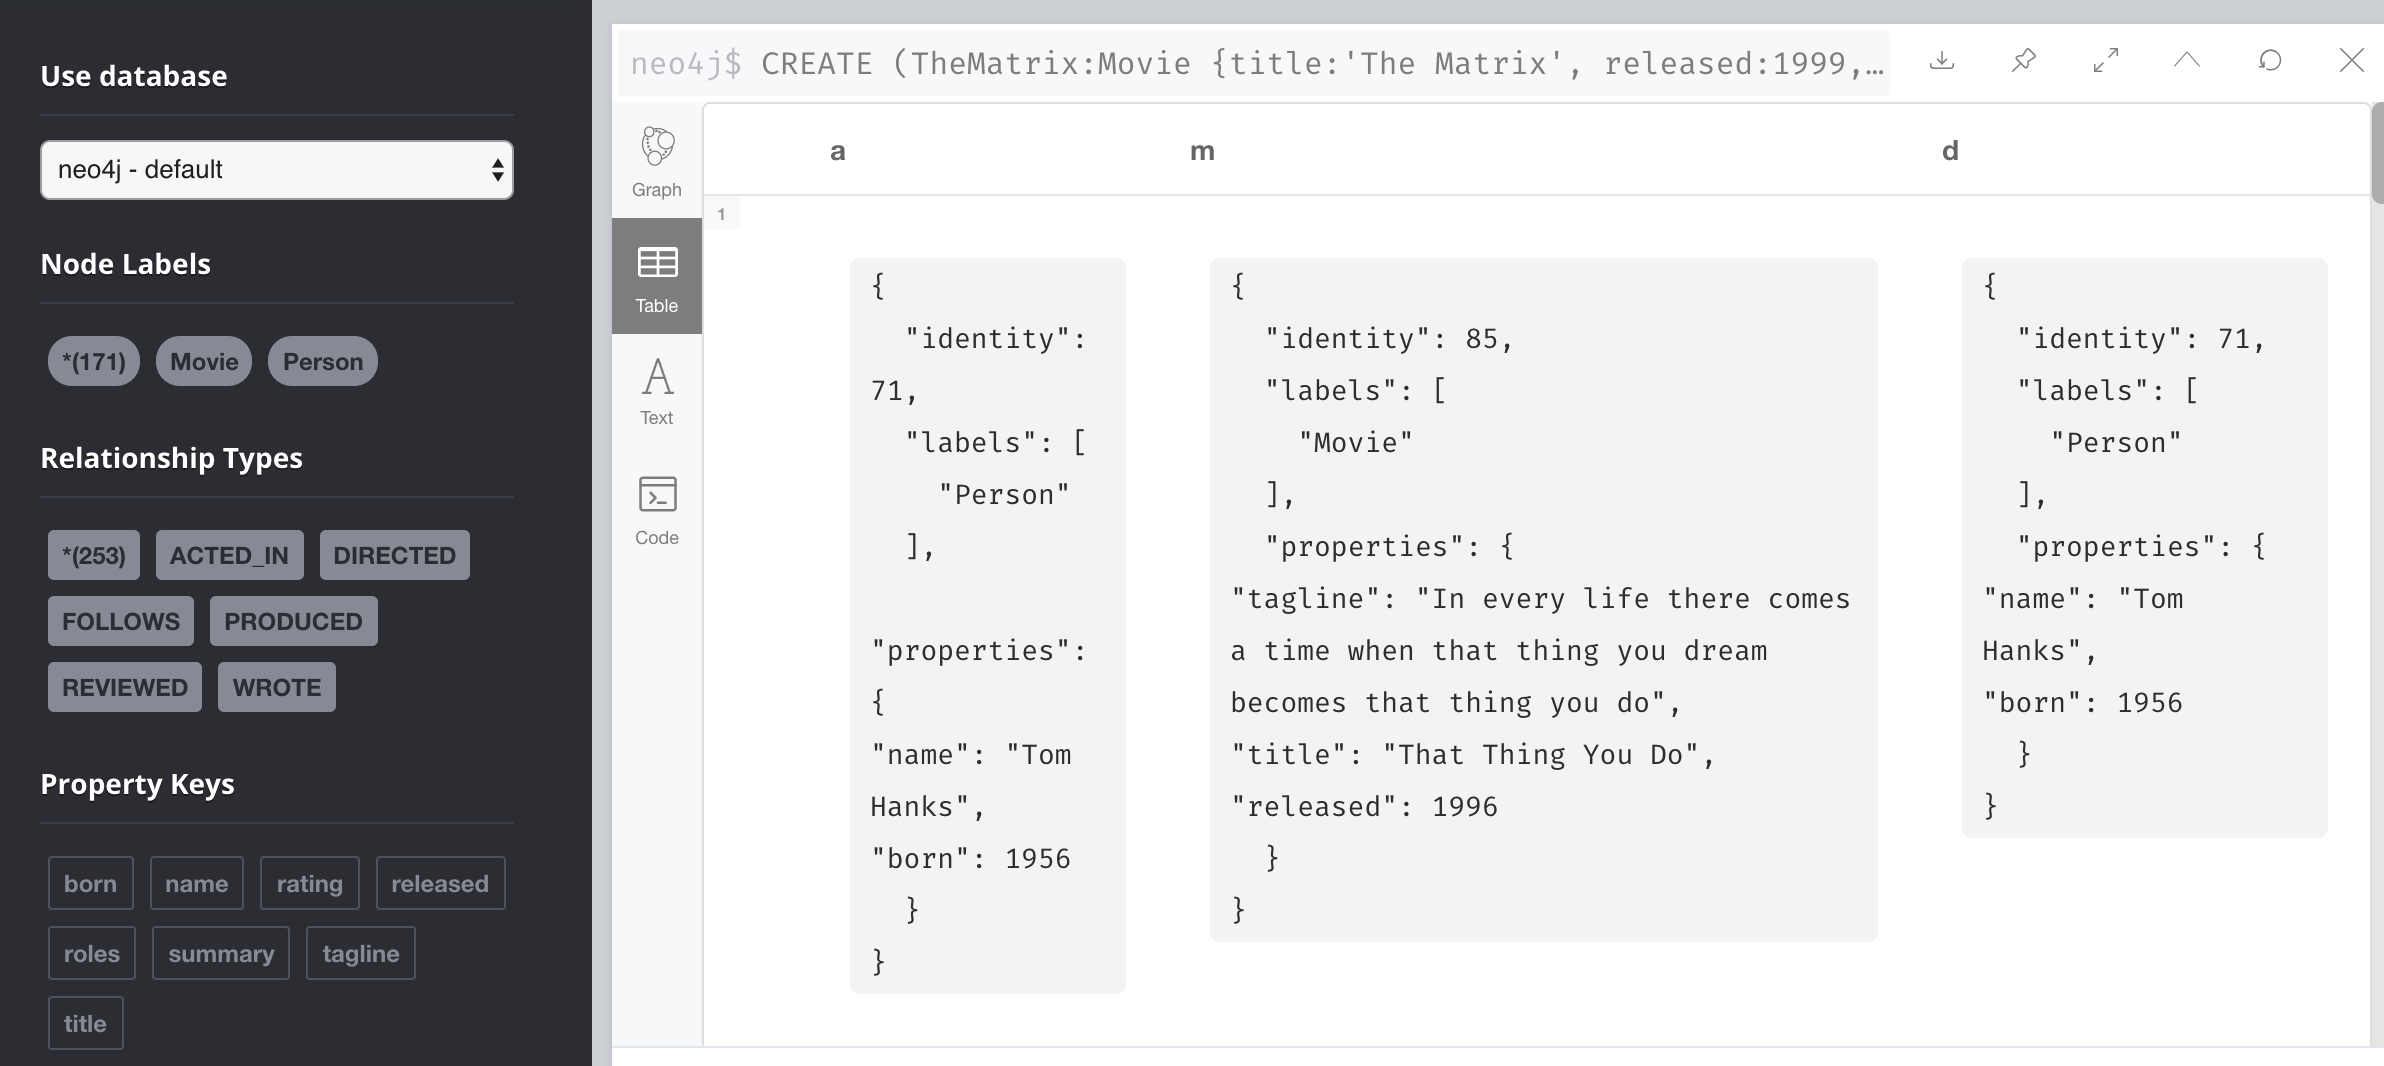 Use database
neo4j - default
Node Labels
*(171) Movie Person
Relationship Types
*(253) ACTED_IN DIRECTED
FOLLOWS PRODUCED
REVIEWED WROTE
Property Keys
born name rating released
roles summary tagline
title
neo4j$ CREATE (TheMatrix:Movie {title:'The Matrix', released:1999,…
Graph
Table
Text
Code
a m d
1
{
"identity":
71,
"labels": [
"Person"
],
"properties":
{
"name": "Tom
Hanks",
"born": 1956
}
}
{
"identity": 85,
"labels": [
"Movie"
],
"properties": {
"tagline": "In every life there comes
a time when that thing you dream
becomes that thing you do",
"title": "That Thing You Do",
"released": 1996
}
}
{
"identity": 71,
"labels": [
"Person"
],
"properties": {
"name": "Tom
Hanks",
"born": 1956
}
}